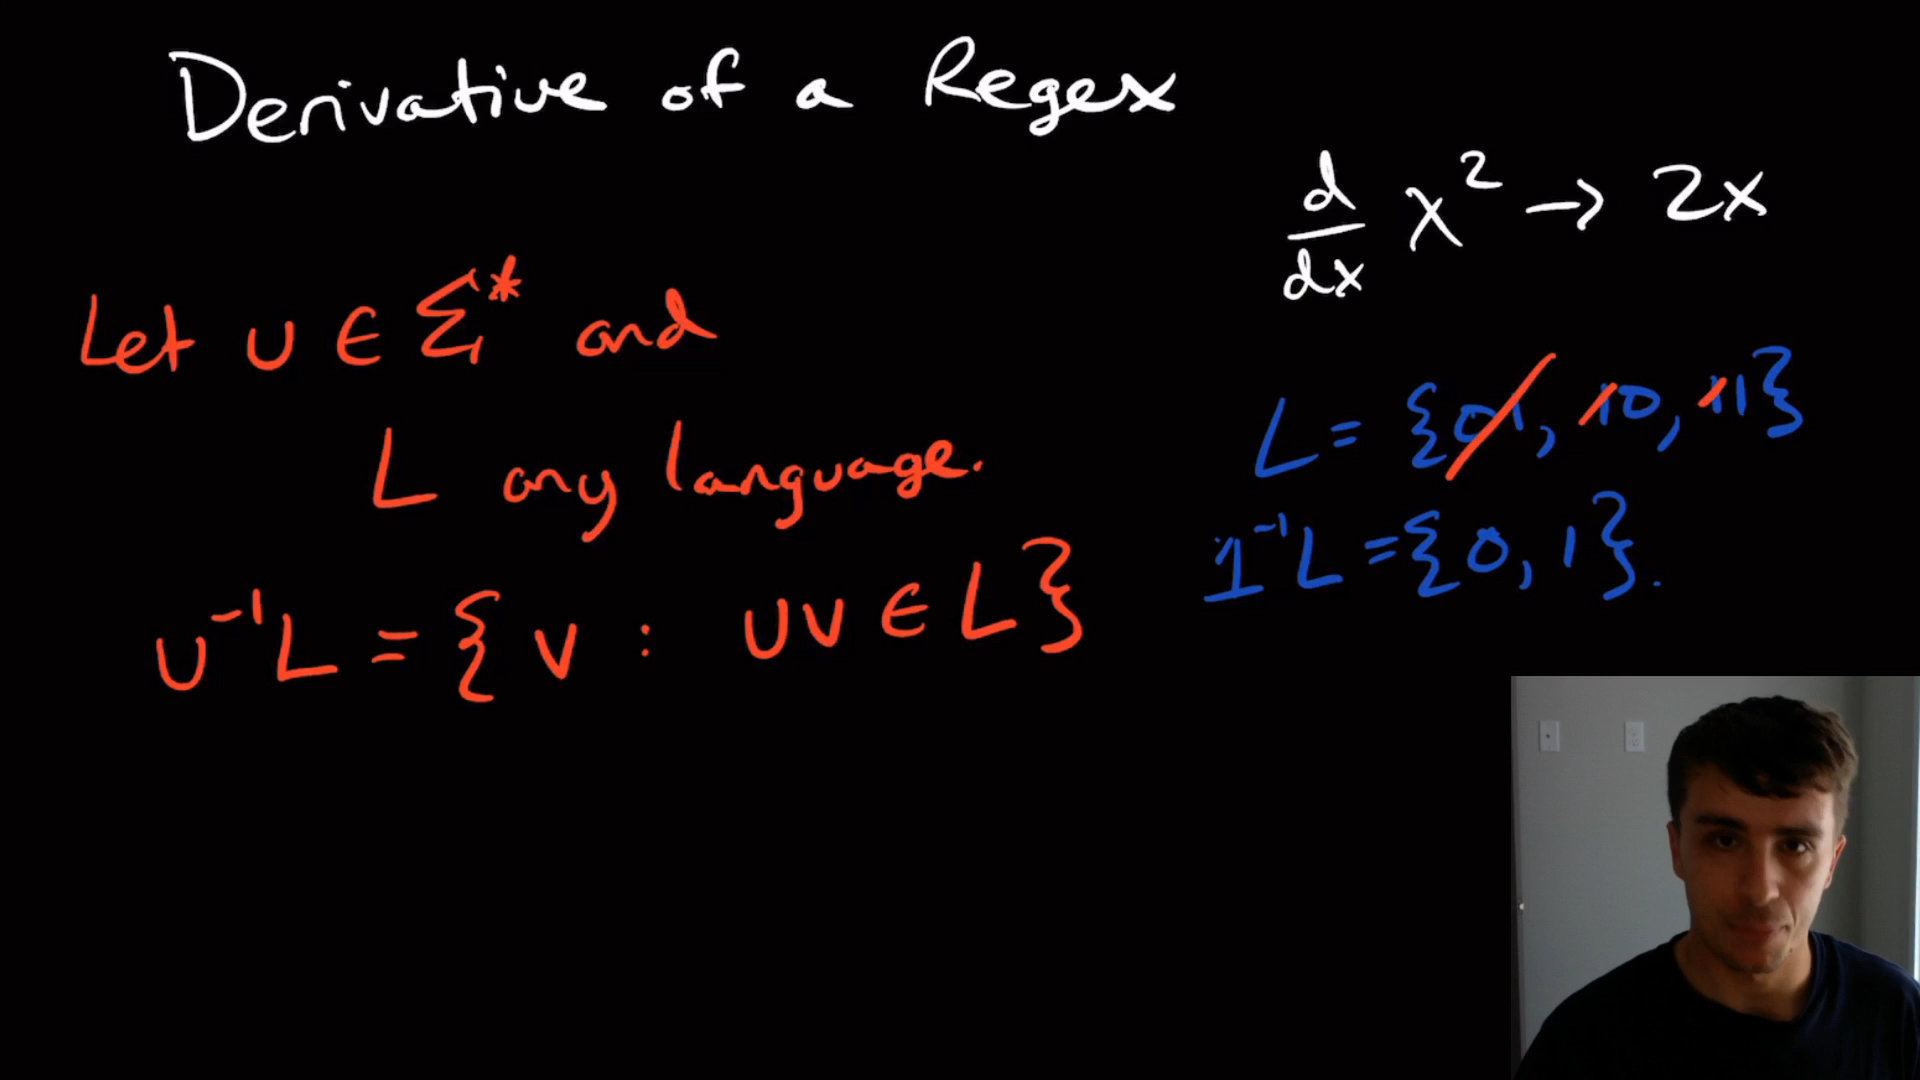 Derivative of a Regex
d/dx x² → 2x
Let u ∈ Σ* and
L any language.
u⁻¹L = { v : uv ∈ L}
L = {01, 10, 11}
1⁻¹L = {0, 1}.